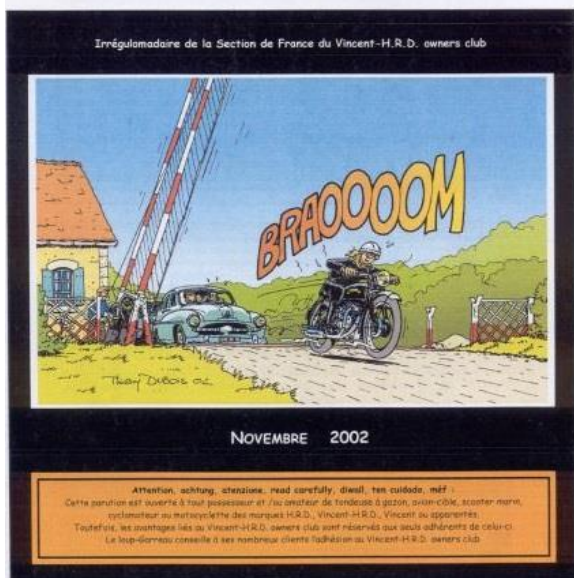 Irrégulomadaire de la Section de France du Vincent-H.R.D. owners club
BRAOOOOM
Thierry DUBOIS 02
NOVEMBRE 2002
Attention, achtung, atenzione, read carefully, diwall, ten cuidado, méf :
Cette parution est ouverte à tout possesseur et /ou amateur de tondeuse à gazon, avion-cible, scooter marin,
cyclomoteur ou motocyclette des marques H.R.D., Vincent-H.R.D., Vincent ou apparentés.
Toutefois, les avantages liés au Vincent-H.R.D. owners club sont réservés aux seuls adhérents de celui-ci.
Le loup-Garreau conseille à ses nombreux clients l'adhésion au Vincent-H.R.D. owners club